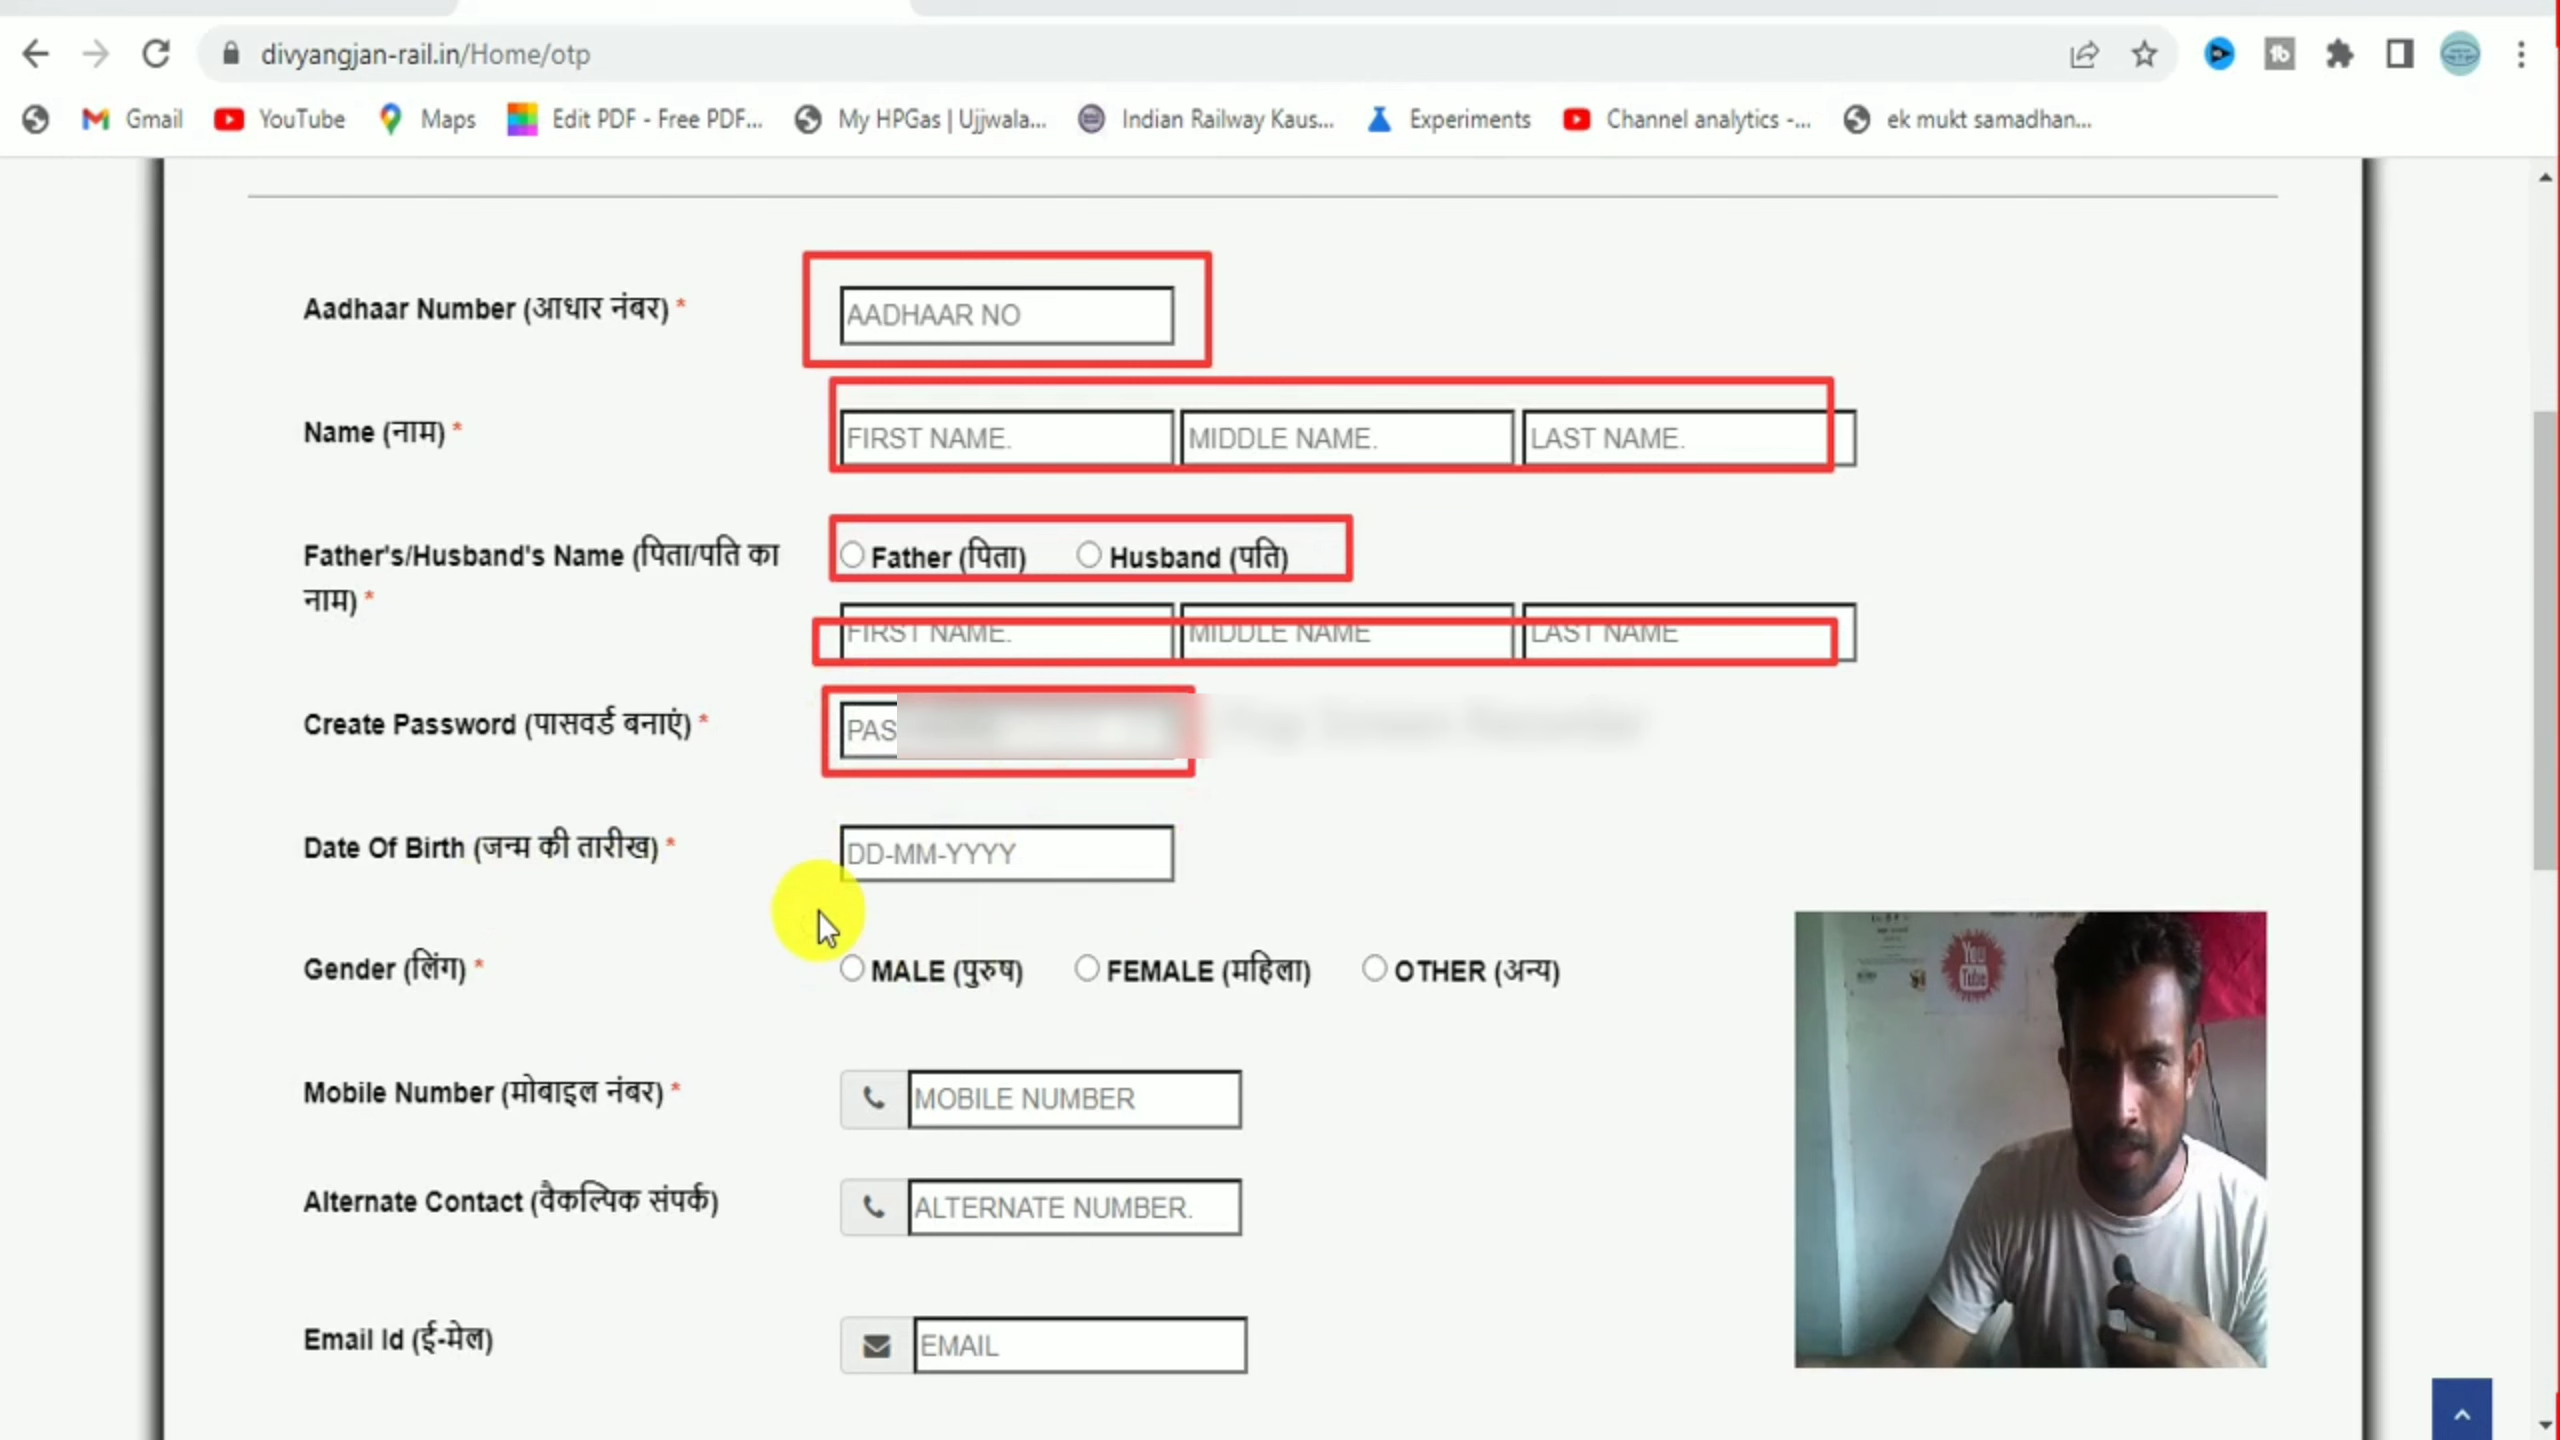 divyangjan-rail.in/Home/otp
Gmail YouTube Maps Edit PDF - Free PDF... My HPGas | Ujjwala... Indian Railway Kaus... Experiments Channel analytics -... ek mukt samadhan...
Aadhaar Number (आधार नंबर) * AADHAAR NO
Name (नाम) * FIRST NAME. MIDDLE NAME. LAST NAME.
Father's/Husband's Name (पिता/पति का Father (पिता) Husband (पति)
नाम) *
FIRST NAME. MIDDLE NAME LAST NAME
Create Password (पासवर्ड बनाएं) * PAS
Date Of Birth (जन्म की तारीख) * DD-MM-YYYY
Gender (लिंग) * MALE (पुरुष) FEMALE (महिला) OTHER (अन्य)
Mobile Number (मोबाइल नंबर) * MOBILE NUMBER
Alternate Contact (वैकल्पिक संपर्क) ALTERNATE NUMBER.
Email Id (ई-मेल) EMAIL
You
Tube